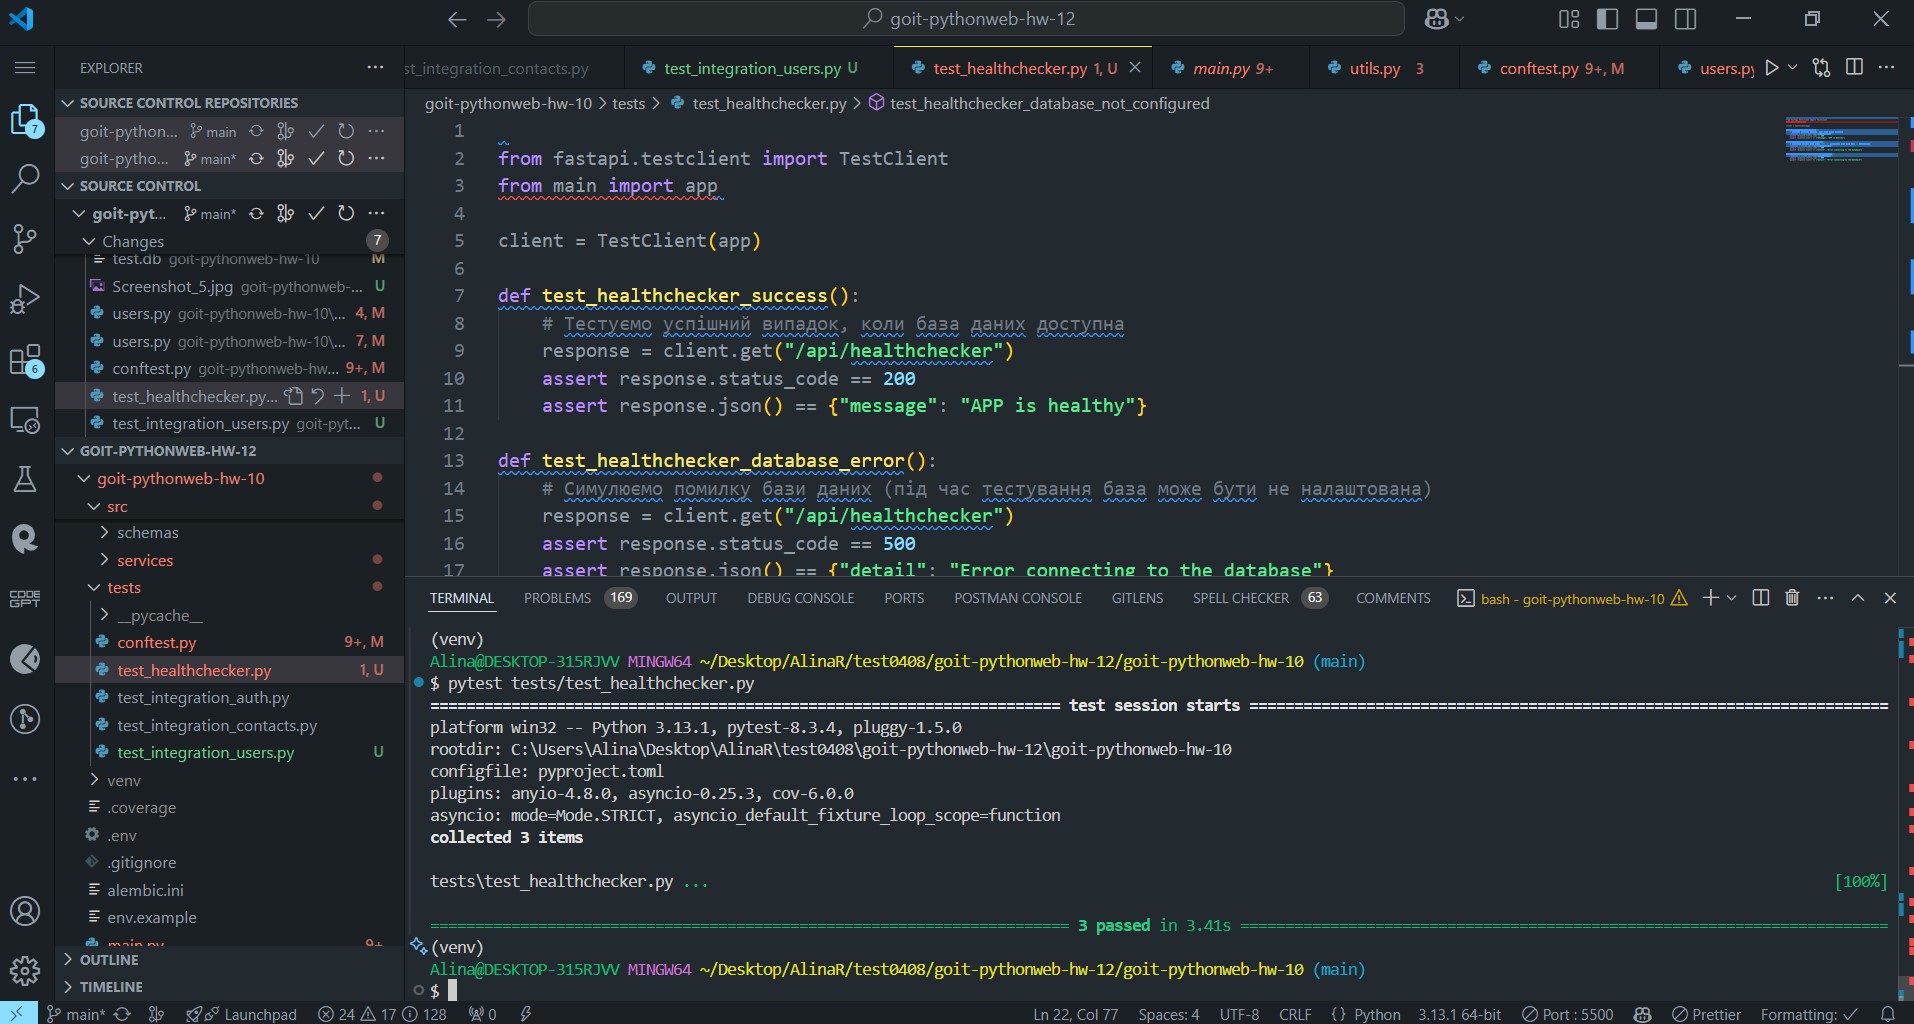 goit-pythonweb-hw-12
EXPLORER
SOURCE CONTROL REPOSITORIES
goit-python... main
goit-pytho... main*
SOURCE CONTROL
goit-pyt... main*
Changes 7
test.db goit-pythonweb-hw-10 M
Screenshot_5.jpg goit-pythonweb-... U
users.py goit-pythonweb-hw-10\... 4, M
users.py goit-pythonweb-hw-10\... 7, M
conftest.py goit-pythonweb-hw... 9+, M
test_healthchecker.py... 1, U
test_integration_users.py goit-pyt... U
GOIT-PYTHONWEB-HW-12
goit-pythonweb-hw-10
src
schemas
services
tests
__pycache__
conftest.py 9+, M
test_healthchecker.py 1, U
test_integration_auth.py
test_integration_contacts.py
test_integration_users.py U
venv
.coverage
.env
.gitignore
alembic.ini
env.example
main.py 9+
OUTLINE
TIMELINE
7
6
CODE
GPT
st_integration_contacts.py test_integration_users.py U test_healthchecker.py 1, U main.py 9+ utils.py 3 conftest.py 9+, M users.py
goit-pythonweb-hw-10 > tests > test_healthchecker.py > test_healthchecker_database_not_configured
1
2 from fastapi.testclient import TestClient
3 from main import app
4
5 client = TestClient(app)
6
7 def test_healthchecker_success():
8 # Тестуємо успішний випадок, коли база даних доступна
9 response = client.get("/api/healthchecker")
10 assert response.status_code == 200
11 assert response.json() == {"message": "APP is healthy"}
12
13 def test_healthchecker_database_error():
14 # Симулюємо помилку бази даних (під час тестування база може бути не налаштована)
15 response = client.get("/api/healthchecker")
16 assert response.status_code == 500
17 assert response.json() == {"detail": "Error connecting to the database"}
TERMINAL PROBLEMS 169 OUTPUT DEBUG CONSOLE PORTS POSTMAN CONSOLE GITLENS SPELL CHECKER 63 COMMENTS bash - goit-pythonweb-hw-10
(venv)
Alina@DESKTOP-315RJVV MINGW64 ~/Desktop/AlinaR/test0408/goit-pythonweb-hw-12/goit-pythonweb-hw-10 (main)
$ pytest tests/test_healthchecker.py
test session starts
platform win32 -- Python 3.13.1, pytest-8.3.4, pluggy-1.5.0
rootdir: C:\Users\Alina\Desktop\AlinaR\test0408\goit-pythonweb-hw-12\goit-pythonweb-hw-10
configfile: pyproject.toml
plugins: anyio-4.8.0, asyncio-0.25.3, cov-6.0.0
asyncio: mode=Mode.STRICT, asyncio_default_fixture_loop_scope=function
collected 3 items
tests\test_healthchecker.py ... [100%]
3 passed in 3.41s
(venv)
Alina@DESKTOP-315RJVV MINGW64 ~/Desktop/AlinaR/test0408/goit-pythonweb-hw-12/goit-pythonweb-hw-10 (main)
$
main* Launchpad 24 17 128 0 Ln 22, Col 77 Spaces: 4 UTF-8 CRLF {} Python 3.13.1 64-bit Port : 5500 Prettier Formatting: ✓